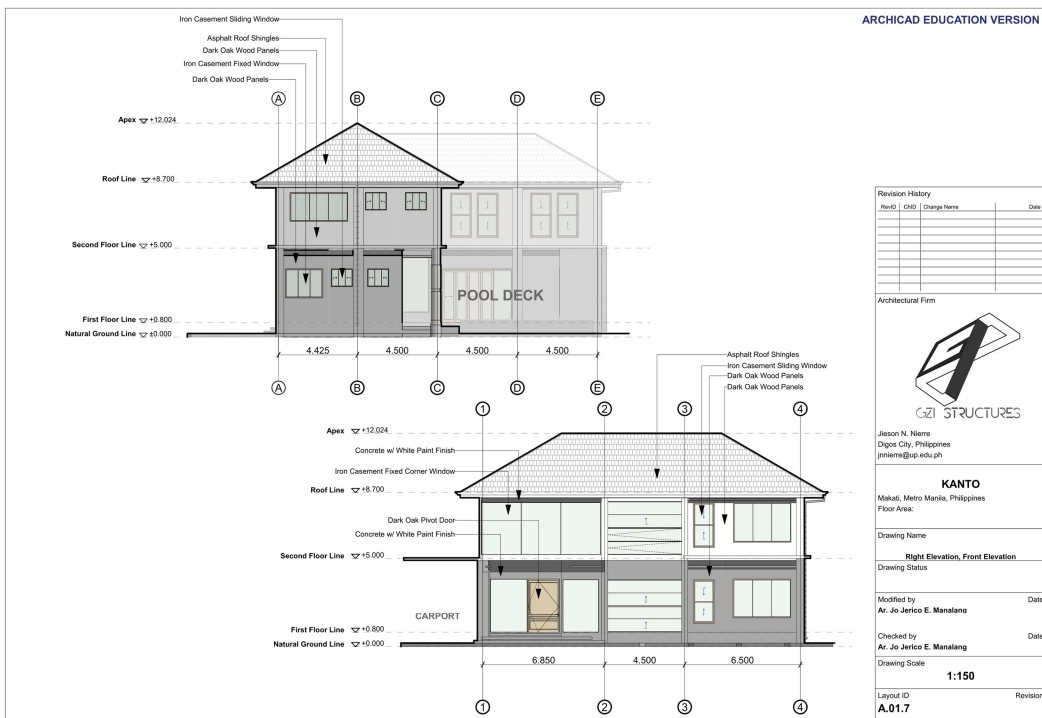 ARCHICAD EDUCATION VERSION
Iron Casement Sliding Window
Asphalt Roof Shingles
Dark Oak Wood Panels
Iron Casement Fixed Window
Dark Oak Wood Panels
A B C D E
Apex +12.024
Roof Line +8.700
Second Floor Line +5.000
POOL DECK
First Floor Line +0.800
Natural Ground Line ±0.000
4.425 4.500 4.500 4.500
A B C D E
Asphalt Roof Shingles
Iron Casement Sliding Window
Dark Oak Wood Panels
Dark Oak Wood Panels
1 2 3 4
Apex +12.024
Concrete w/ White Paint Finish
Iron Casement Fixed Corner Window
Roof Line +8.700
Dark Oak Pivot Door
Concrete w/ White Paint Finish
Second Floor Line +5.000
CARPORT
First Floor Line +0.800
Natural Ground Line +0.000
6.850 4.500 6.500
1 2 3 4
Revision History
RevID ChID Change Name Date
Architectural Firm
GZI STRUCTURES
Jieson N. Nierre
Digos City, Philippines
jnnierre@up.edu.ph
KANTO
Makati, Metro Manila, Philippines
Floor Area:
Drawing Name
RIght Elevation, Front Elevation
Drawing Status
Modified by Date
Ar. Jo Jerico E. Manalang
Checked by Date
Ar. Jo Jerico E. Manalang
Drawing Scale
1:150
Layout ID Revision
A.01.7